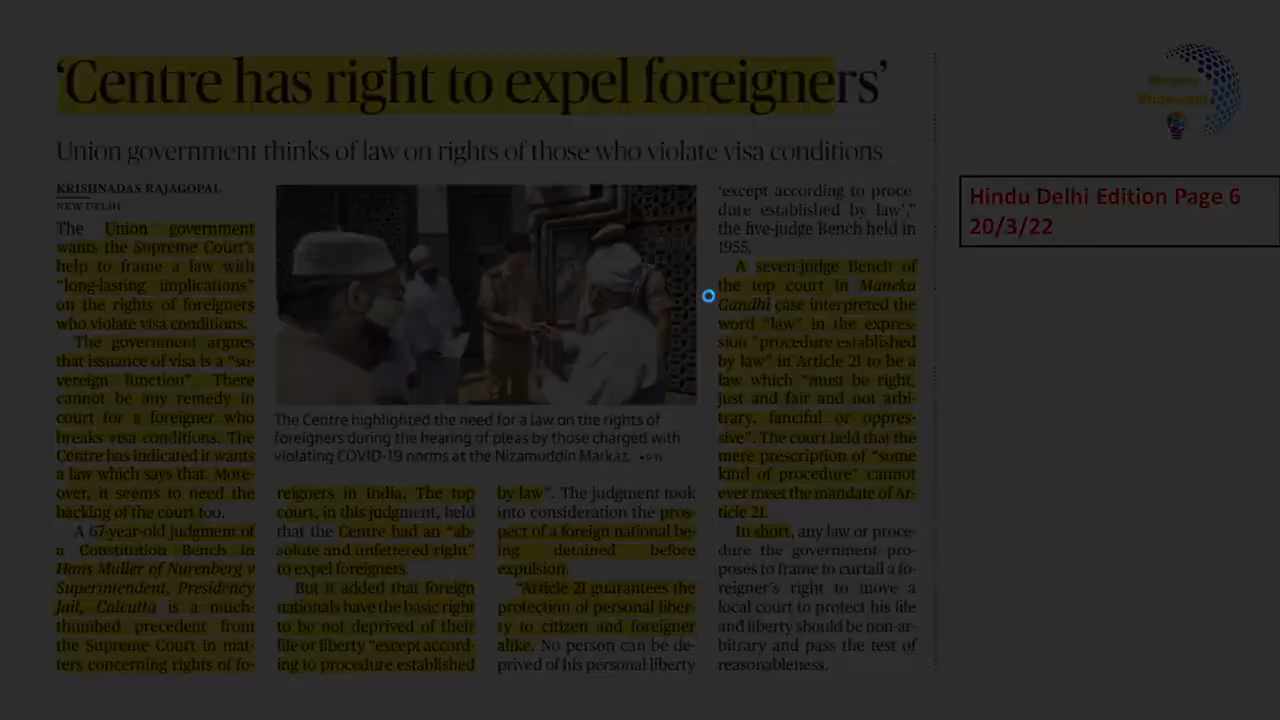 ‘Centre has right to expel foreigners’
Union government thinks of law on rights of those who violate visa conditions
KRISHNADAS RAJAGOPAL
NEW DELHI
The Union government
wants the Supreme Court's
help to frame a law with
“long-lasting implications”
on the rights of foreigners
who violate visa conditions.
The government argues
that issuance of visa is a “so-
vereign function”. There
cannot be any remedy in
court for a foreigner who
breaks visa conditions. The
Centre has indicated it wants
a law which says that. More-
over, it seems to need the
backing of the court too.
A 67-year-old judgment of
a Constitution Bench in
Hans Muller of Nurenberg v
Superintendent, Presidency
Jail, Calcutta is a much-
thumbed precedent from
the Supreme Court in mat-
ters concerning rights of fo-
The Centre highlighted the need for a law on the rights of
foreigners during the hearing of pleas by those charged with
violating COVID-19 norms at the Nizamuddin Markaz. •PTI
reigners in India. The top
court, in this judgment, held
that the Centre had an “ab-
solute and unfettered right”
to expel foreigners.
But it added that foreign
nationals have the basic right
to be not deprived of their
life or liberty “except accord-
ing to procedure established
by law”. The judgment took
into consideration the pros-
pect of a foreign national be-
ing detained before
expulsion.
“Article 21 guarantees the
protection of personal liber-
ty to citizen and foreigner
alike. No person can be de-
prived of his personal liberty
‘except according to proce-
dure established by law’,”
the five-judge Bench held in
1955.
A seven-judge Bench of
the top court in Maneka
Gandhi case interpreted the
word “law” in the expres-
sion “procedure established
by law” in Article 21 to be a
law which “must be right,
just and fair and not arbi-
trary, fanciful or oppres-
sive”. The court held that the
mere prescription of “some
kind of procedure” cannot
ever meet the mandate of Ar-
ticle 21.
In short, any law or proce-
dure the government pro-
poses to frame to curtail a fo-
reigner's right to move a
local court to protect his life
and liberty should be non-ar-
bitrary and pass the test of
reasonableness.
Hindu Delhi Edition Page 6
20/3/22